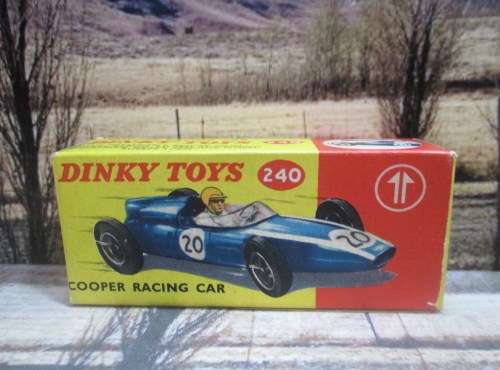 DINKY TOYS 240
20
20
COOPER RACING CAR